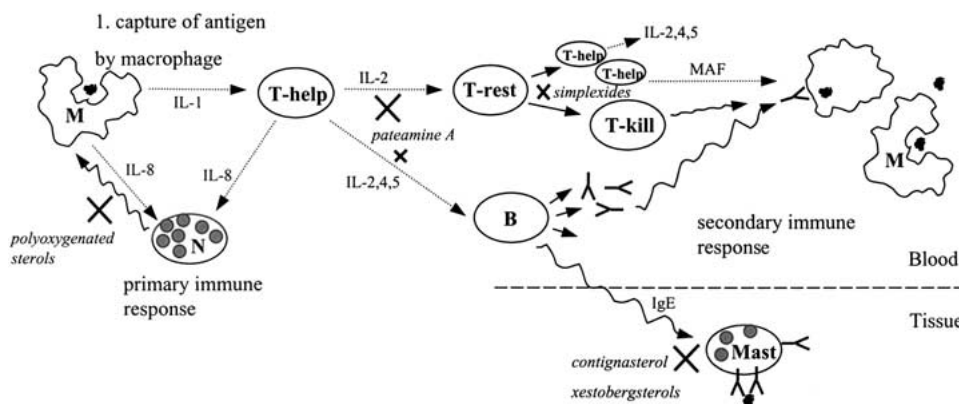 1. capture of antigen
by macrophage
M
IL-1
T-help
IL-2
T-rest
T-help
IL-2,4,5
T-help
MAF
simplexides
T-kill
pateamine A
IL-8
IL-8
IL-2,4,5
polyoxygenated
sterols
N
B
M
primary immune
response
secondary immune
response
Blood
IgE
Tissue
contignasterol
xestobergsterols
Mast